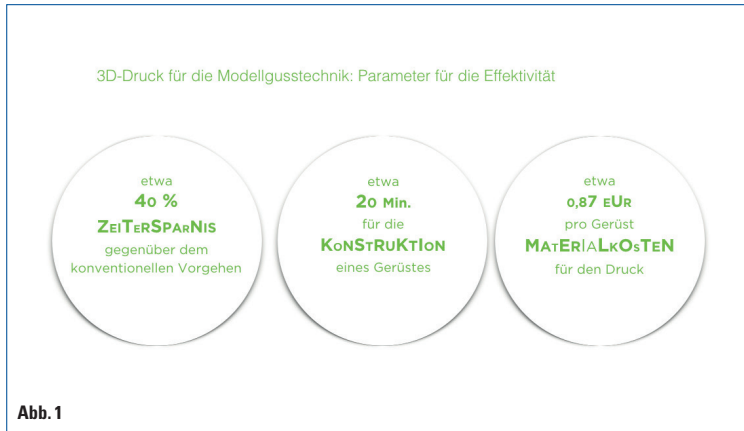 3D-Druck für die Modellgusstechnik: Parameter für die Effektivität
etwa
40 %
ZEITERSPARNIS
gegenüber dem
konventionellen Vorgehen
etwa
20 Min.
für die
KONSTRUKTION
eines Gerüstes
etwa
0,87 EUR
pro Gerüst
MATERIALKOSTEN
für den Druck
Abb. 1